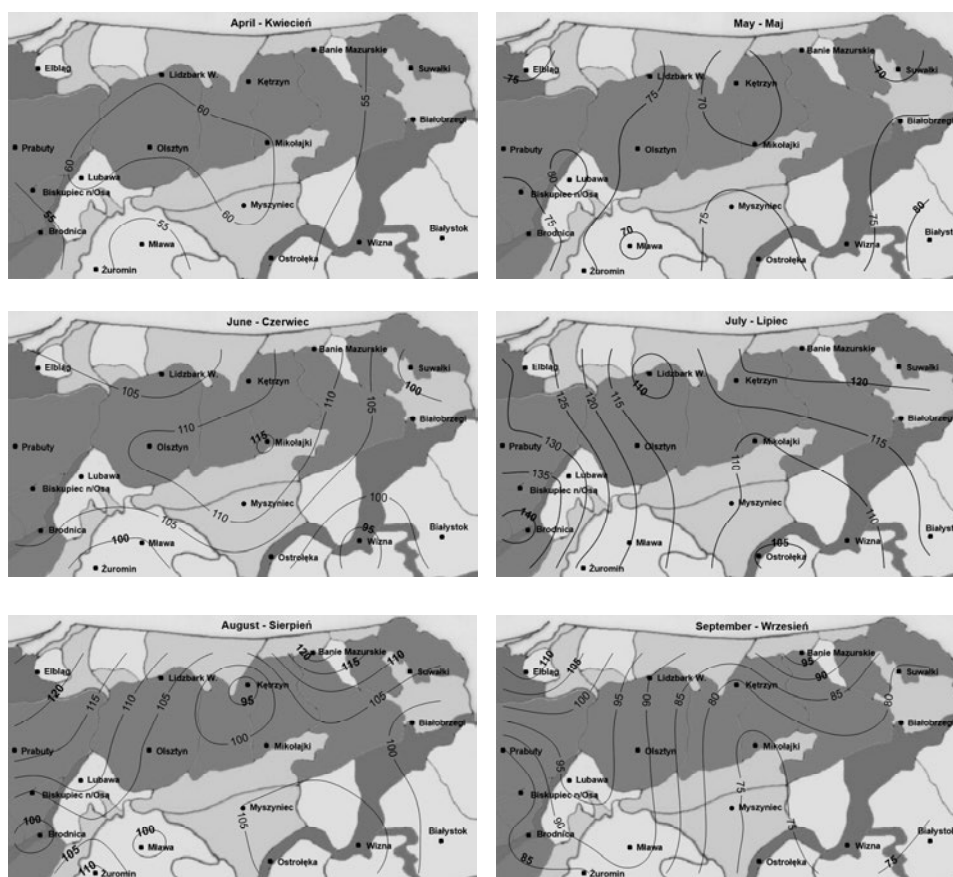 April - Kwiecień
Banie Mazurskie
55
Elbląg
Lidzbark W.
Kętrzyn
Suwałki
60
Białobrzegi
Prabuty
Olsztyn
Mikołajki
60
Lubawa
Biskupiec n/Osą
Myszyniec
55
60
55
Brodnica
Mława
Wizna
Białystok
Żuromin
Ostrołęka
May - Maj
Banie Mazurskie
75
Elbląg
Lidzbark W.
75
Kętrzyn
70
Suwałki
70
Białobrzegi
Prabuty
Olsztyn
Mikołajki
80
Lubawa
Biskupiec n/Osą
75
Myszyniec
75
75
80
Brodnica
70
Mława
Wizna
Białystok
Żuromin
Ostrołęka
June - Czerwiec
Banie Mazurskie
Elbląg
105
Lidzbark W.
Kętrzyn
110
105
100
Suwałki
110
115
Białobrzegi
Prabuty
Olsztyn
Mikołajki
Lubawa
Biskupiec n/Osą
110
Myszyniec
100
105
95
Brodnica
100
Mława
Wizna
Białystok
Żuromin
Ostrołęka
July - Lipiec
Banie Mazurskie
Elbląg
125
120
115
Lidzbark W.
110
Kętrzyn
120
Suwałki
Białobrzegi
Prabuty
130
Olsztyn
Mikołajki
115
135
Lubawa
Biskupiec n/Osą
110
Myszyniec
110
140
Brodnica
Mława
105
Wizna
Białyst
Żuromin
Ostrołęka
August - Sierpień
Banie Mazurskie
120
115
110
Elbląg
120
115
110
105
Lidzbark W.
Kętrzyn
95
105
Suwałki
Białobrzegi
Prabuty
Olsztyn
100
Mikołajki
100
Lubawa
Biskupiec n/Osą
Myszyniec
105
100
Brodnica
100
Mława
105
Wizna
Białystok
110
Żuromin
Ostrołęka
September - Wrzesień
Banie Mazurskie
95
90
110
105
Elbląg
100
95
Lidzbark W.
90
85
80
Kętrzyn
85
80
Suwałki
Białobrzegi
Prabuty
Olsztyn
Mikołajki
95
Lubawa
75
Biskupiec n/Osą
Myszyniec
90
75
Brodnica
85
Mława
Wizna
Białystok
75
Żuromin
Ostrołęka